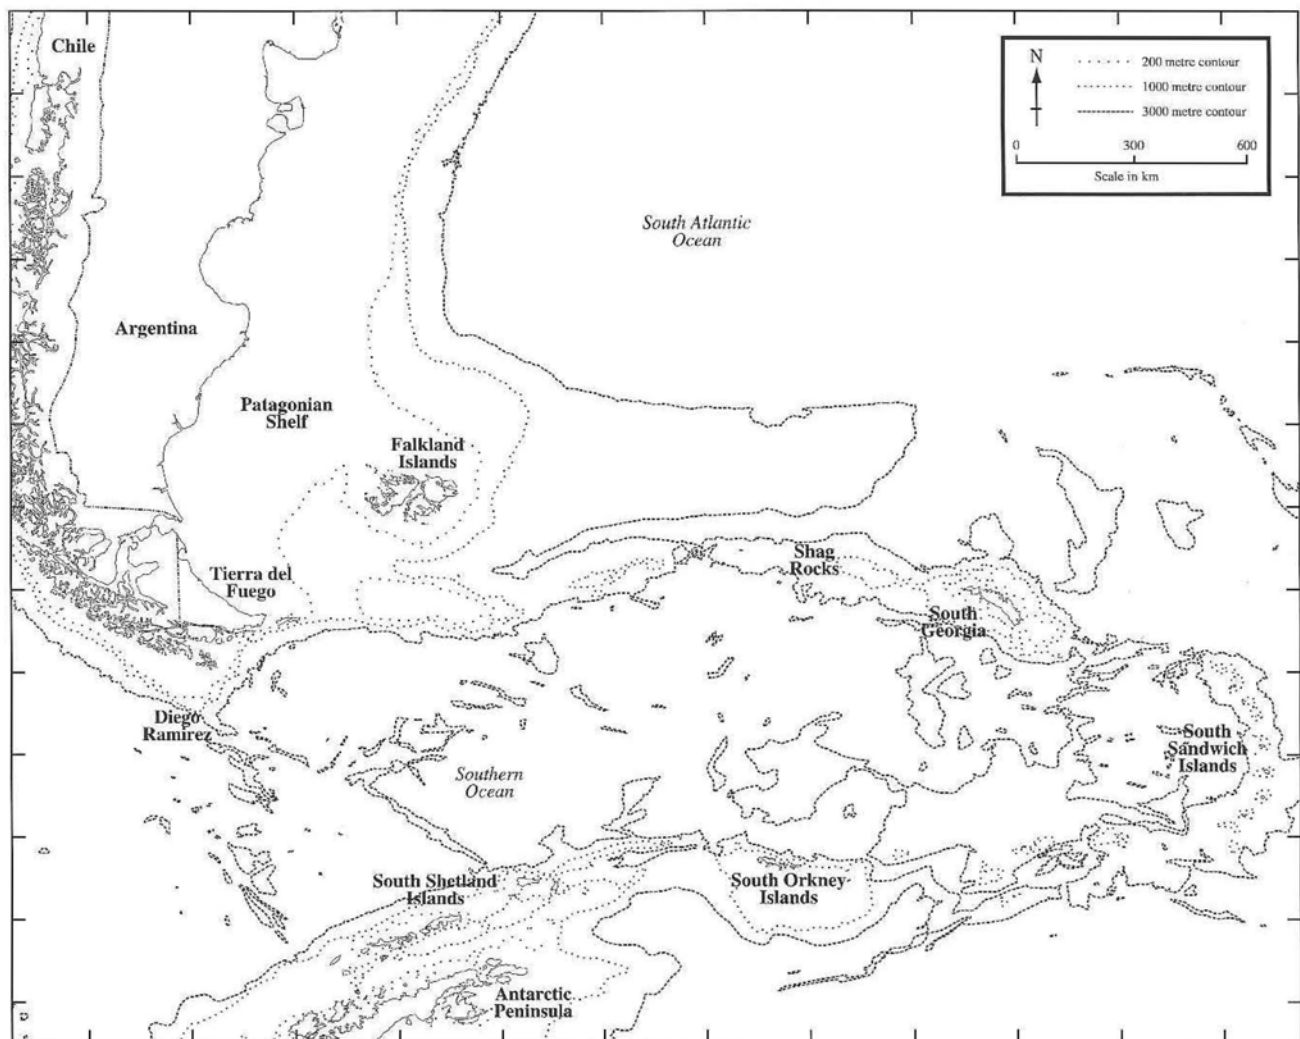 Chile
N
200 metre contour
1000 metre contour
3000 metre contour
0 300 600
Scale in km
South Atlantic
Ocean
Argentina
Patagonian
Shelf
Falkland
Islands
Shag
Rocks
Tierra del
Fuego
South
Georgia
Diego
Ramirez
South
Sandwich
Islands
Southern
Ocean
South Shetland
Islands
South Orkney
Islands
Antarctic
Peninsula